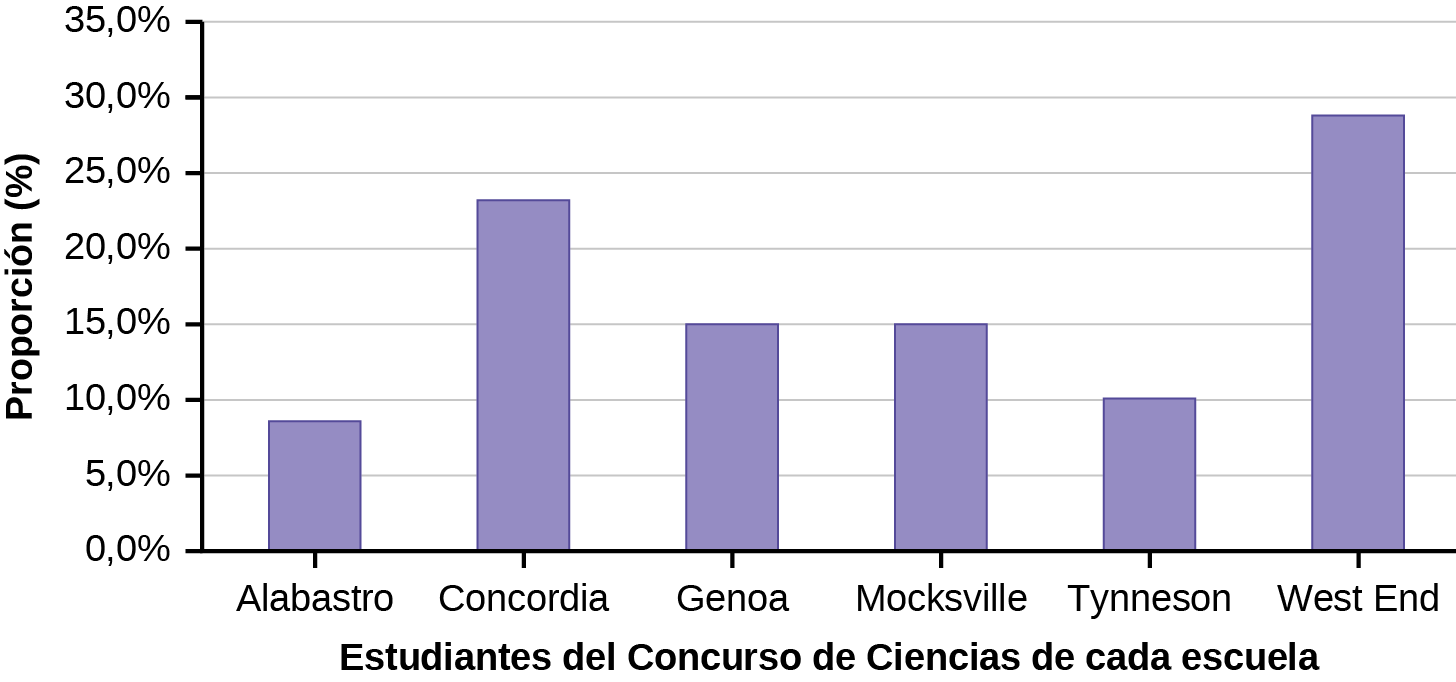 35,0%
30,0%
25,0%
20,0%
15,0%
10,0%
5,0%
0,0%
Proporción (%)
Alabastro Concordia Genoa Mocksville Tynneson West End
Estudiantes del Concurso de Ciencias de cada escuela